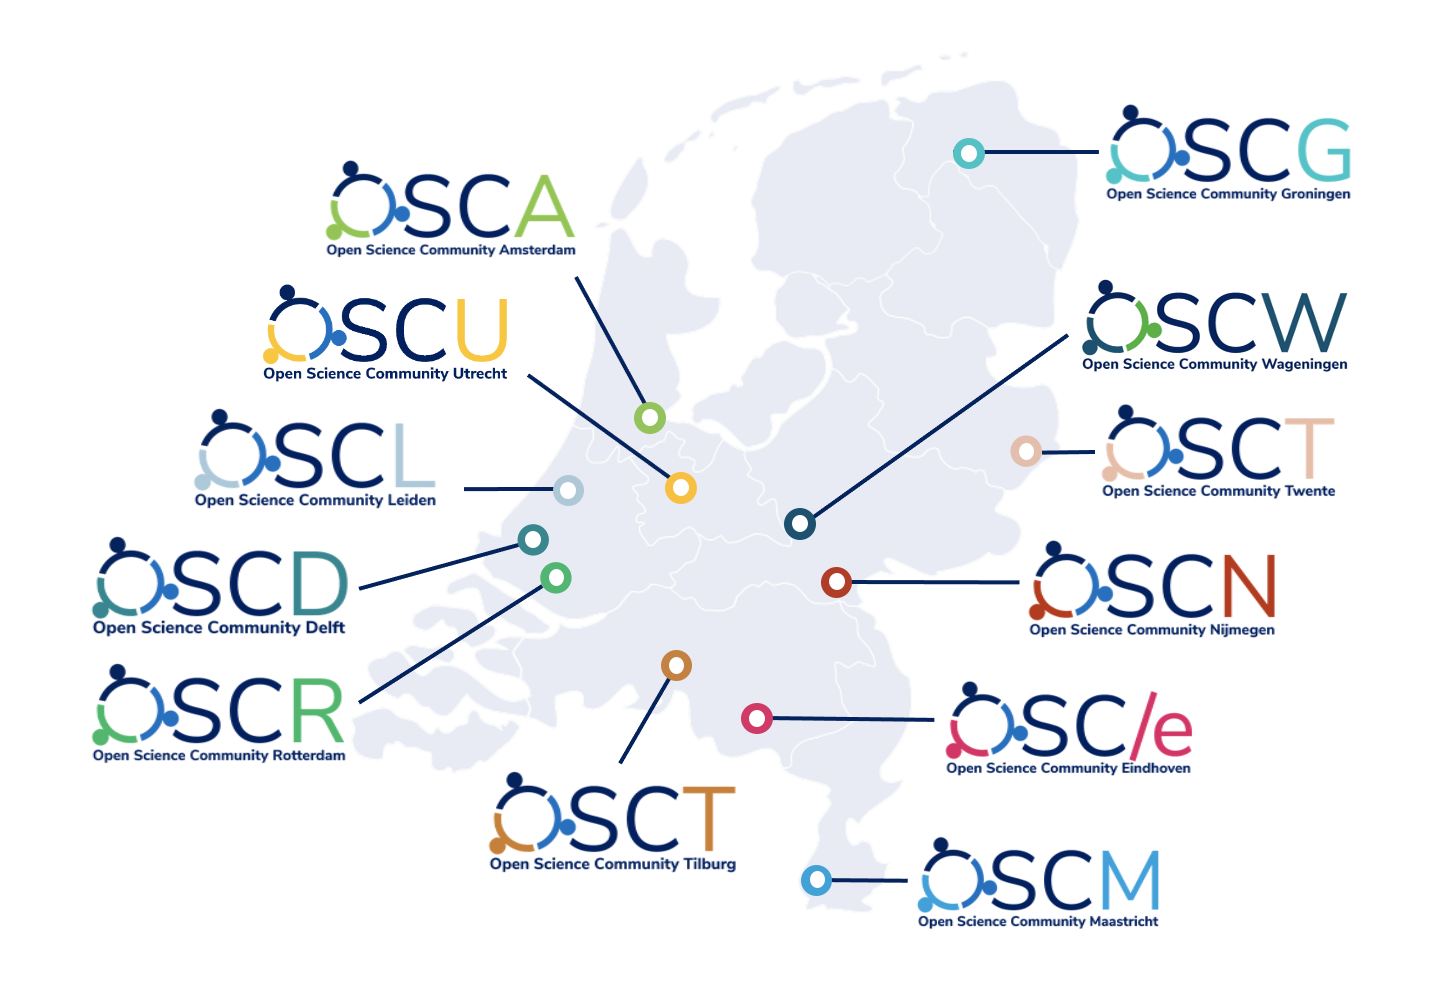 OSCG
Open Science Community Groningen
OSCA
Open Science Community Amsterdam
OSCU
Open Science Community Utrecht
OSCW
Open Science Community Wageningen
OSCL
Open Science Community Leiden
OSCT
Open Science Community Twente
OSCD
Open Science Community Delft
OSCN
Open Science Community Nijmegen
OSCR
Open Science Community Rotterdam
OSC/e
Open Science Community Eindhoven
OSCT
Open Science Community Tilburg
OSCM
Open Science Community Maastricht